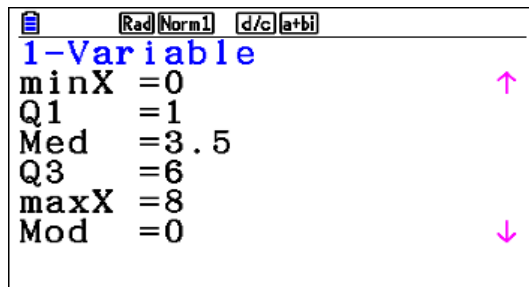 Rad Norm1 d/c a+bi
1-Variable
minX =0
Q1 =1
Med =3.5
Q3 =6
maxX =8
Mod =0